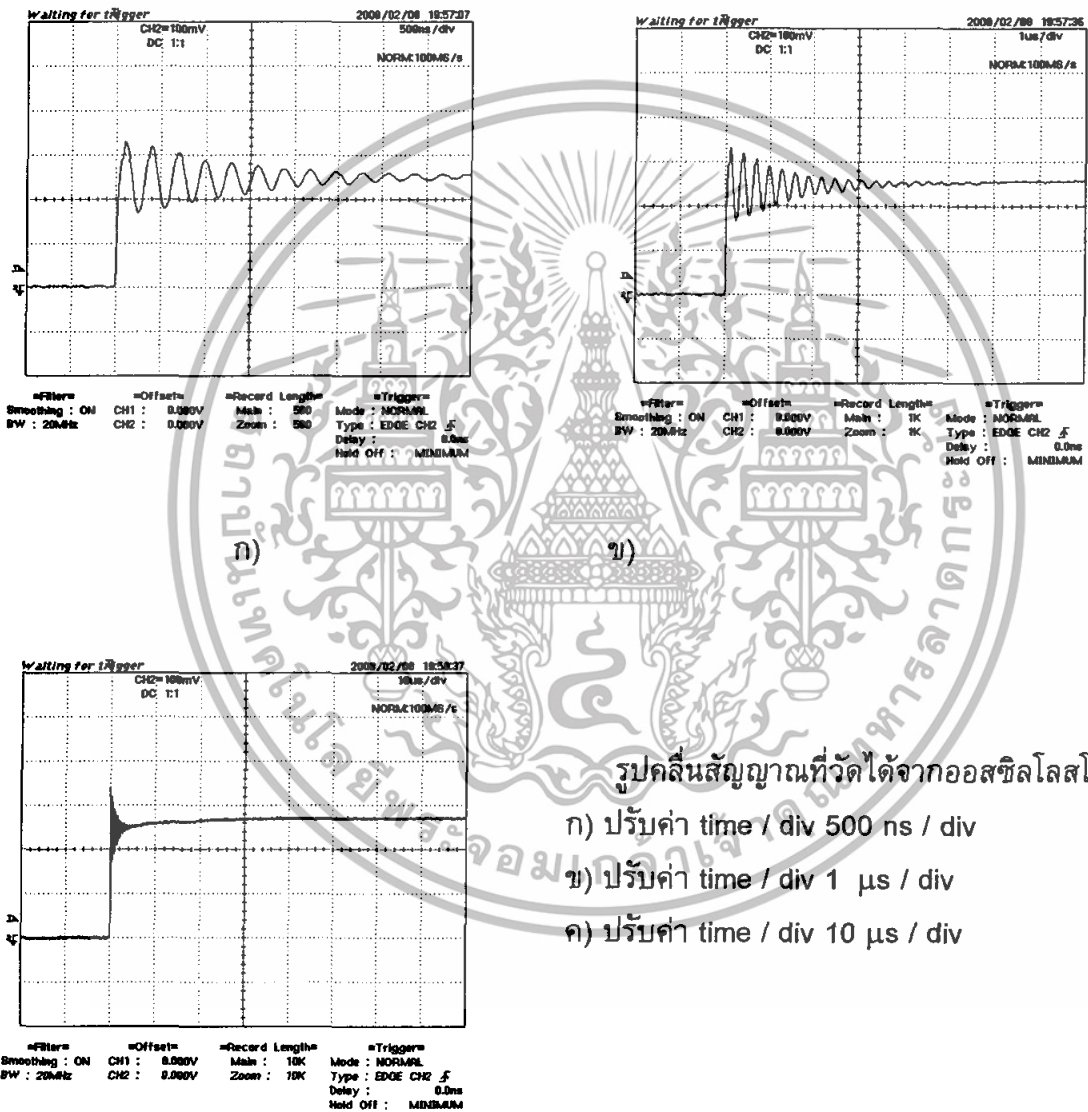 Waiting for trigger
2008/02/08 19:57:07
CH2=100mV
DC 1:1
500ns/div
NORM:100MS/s
=Filter=
Smoothing : ON
BW : 20MHz
=Offset=
CH1 : 0.000V
CH2 : 0.000V
=Record Length=
Main : 500
Zoom : 500
=Trigger=
Mode : NORMAL
Type : EDGE CH2
Delay : 0.0ns
Hold Off : MINIMUM
ก)
Waiting for trigger
2008/02/08 19:57:36
CH2=100mV
DC 1:1
1us/div
NORM:100MS/s
=Filter=
Smoothing : ON
BW : 20MHz
=Offset=
CH1 : 0.000V
CH2 : 0.000V
=Record Length=
Main : 1K
Zoom : 1K
=Trigger=
Mode : NORMAL
Type : EDGE CH2
Delay : 0.0ns
Hold Off : MINIMUM
ข)
Waiting for trigger
2008/02/08 19:58:37
CH2=100mV
DC 1:1
10us/div
NORM:100MS/s
=Filter=
Smoothing : ON
BW : 20MHz
=Offset=
CH1 : 0.000V
CH2 : 0.000V
=Record Length=
Main : 10K
Zoom : 10K
=Trigger=
Mode : NORMAL
Type : EDGE CH2
Delay : 0.0ns
Hold Off : MINIMUM
รูปคลื่นสัญญาณที่วัดได้จากออสซิลโลสโ
ก) ปรับค่า time / div 500 ns / div
ข) ปรับค่า time / div 1 μs / div
ค) ปรับค่า time / div 10 μs / div